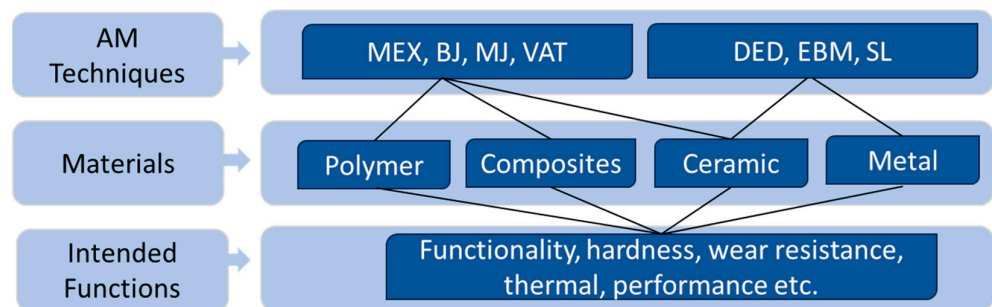 AM
Techniques
MEX, BJ, MJ, VAT
DED, EBM, SL
Materials
Polymer
Composites
Ceramic
Metal
Intended
Functions
Functionality, hardness, wear resistance,
thermal, performance etc.